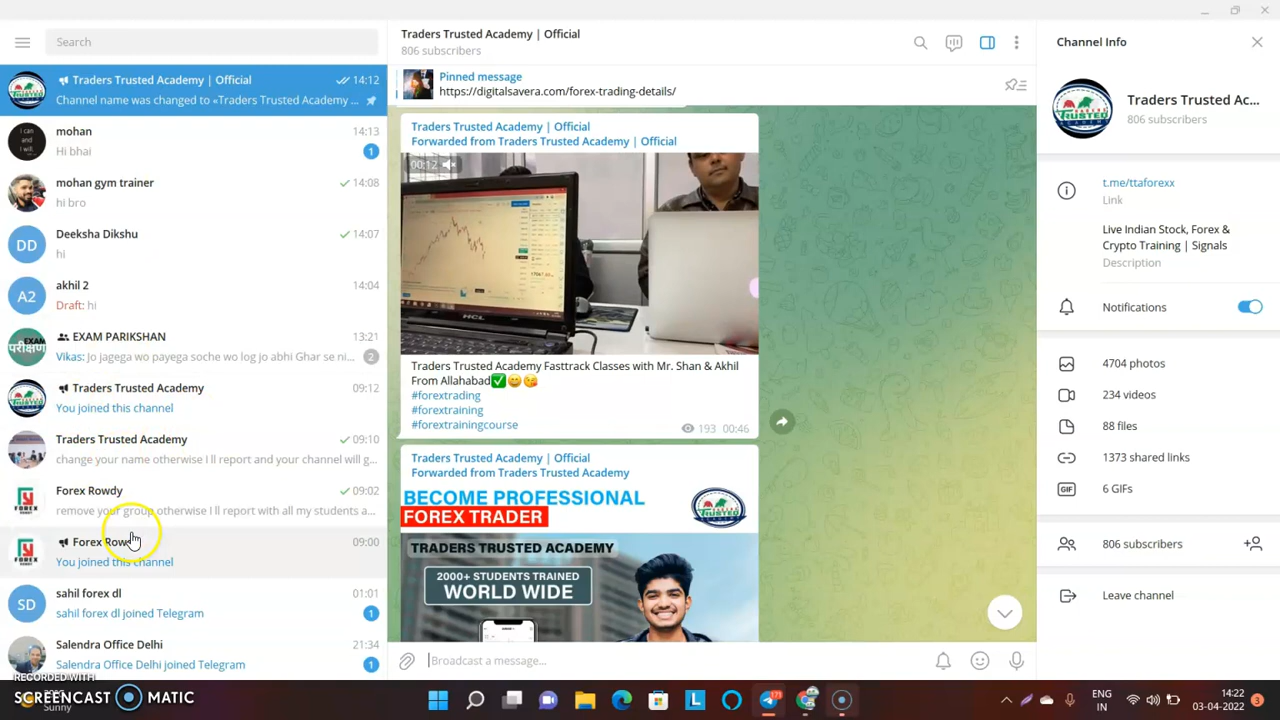 Search
Traders Trusted Academy | Official 14:12
Channel name was changed to «Traders Trusted Academy ...
I can
and
I will
mohan 14:13
Hi bhai 1
mohan gym trainer 14:08
hi bro
DD
Deeksha Dikshu 14:07
hi
A2
akhil 2 14:04
Draft: hi
EXAM
परीक्षण
EXAM PARIKSHAN 13:21
Vikas: Jo jagega wo payega soche wo log jo abhi Ghar se ni... 2
Traders Trusted Academy 09:12
You joined this channel
Traders Trusted Academy 09:10
change your name otherwise I ll report and your channel will g...
Forex Rowdy 09:02
remove your group otherwise I ll report with all my students a...
Forex Rowdy 09:00
You joined this channel
SD
sahil forex dl 01:01
sahil forex dl joined Telegram 1
Salendra Office Delhi 21:34
Salendra Office Delhi joined Telegram 1
RECORDED WITH
SCREENCAST MATIC
Sunny
Traders Trusted Academy | Official
806 subscribers
Pinned message
https://digitalsavera.com/forex-trading-details/
Traders Trusted Academy | Official
Forwarded from Traders Trusted Academy | Official
00:12
HCL
Traders Trusted Academy Fasttrack Classes with Mr. Shan & Akhil
From Allahabad✅😄😘
#forextrading
#forextraining
#forextrainingcourse
193 00:46
Traders Trusted Academy | Official
Forwarded from Traders Trusted Academy
BECOME PROFESSIONAL
FOREX TRADER
TRADERS TRUSTED ACADEMY
2000+ STUDENTS TRAINED
WORLD WIDE
Broadcast a message...
Channel Info
Traders Trusted Ac...
806 subscribers
t.me/ttaforexx
Link
Live Indian Stock, Forex &
Crypto Training | Signals
Description
Notifications
4704 photos
234 videos
88 files
1373 shared links
GIF 6 GIFs
806 subscribers
Leave channel
ENG
IN
14:22
03-04-2022
3